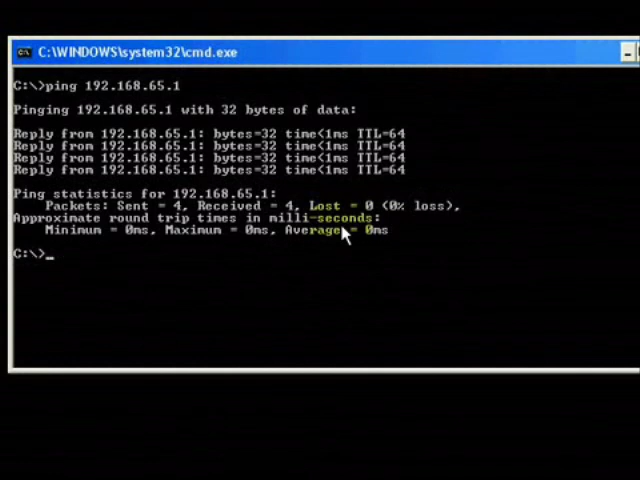 C:\WINDOWS\system32\cmd.exe
C:\>ping 192.168.65.1
Pinging 192.168.65.1 with 32 bytes of data:
Reply from 192.168.65.1: bytes=32 time<1ms TTL=64
Reply from 192.168.65.1: bytes=32 time<1ms TTL=64
Reply from 192.168.65.1: bytes=32 time<1ms TTL=64
Reply from 192.168.65.1: bytes=32 time<1ms TTL=64
Ping statistics for 192.168.65.1:
Packets: Sent = 4, Received = 4, Lost = 0 (0% loss),
Approximate round trip times in milli-seconds:
Minimum = 0ms, Maximum = 0ms, Average = 0ms
C:\>_